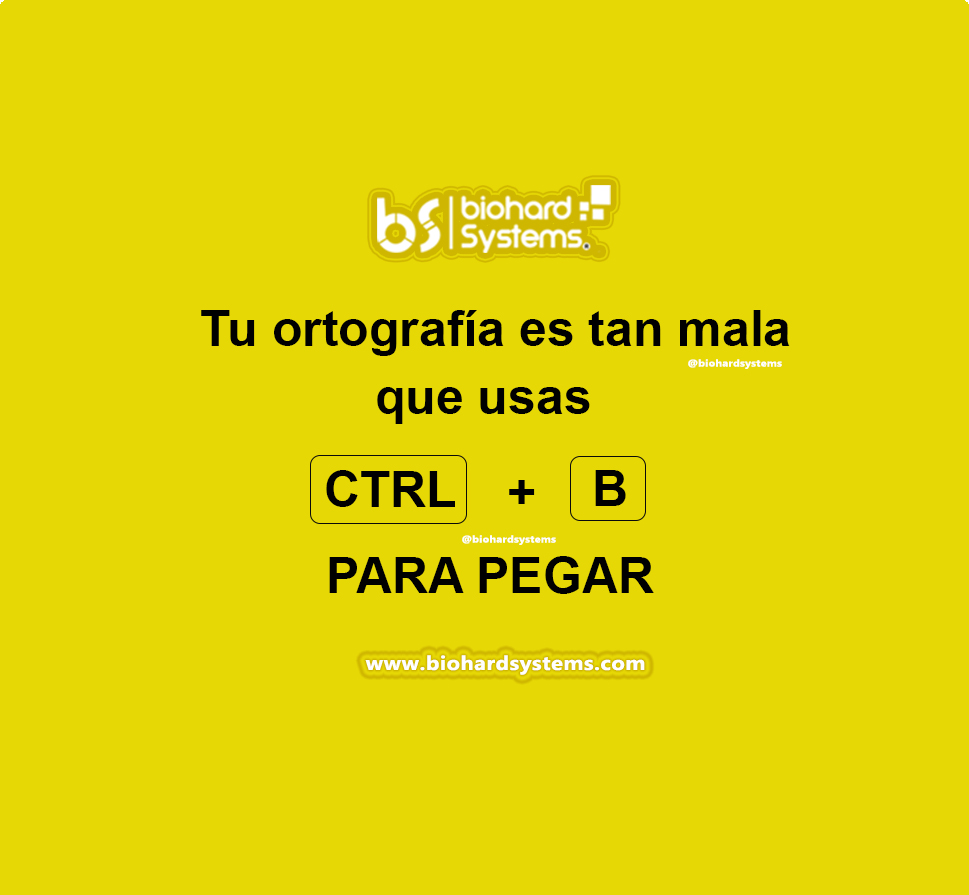 bs biohard
Systems.
Tu ortografía es tan mala
@biohardsystems
que usas
CTRL + B
@biohardsystems
PARA PEGAR
www.biohardsystems.com